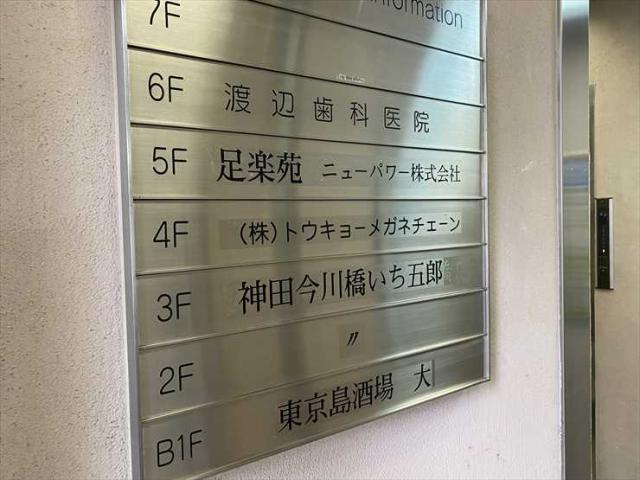 7F information
6F 渡辺歯科医院
5F 足楽苑 ニューパワー株式会社
4F (株)トウキョーメガネチェーン
3F 神田今川橋いち五郎
2F 〃
B1F 東京島酒場 大